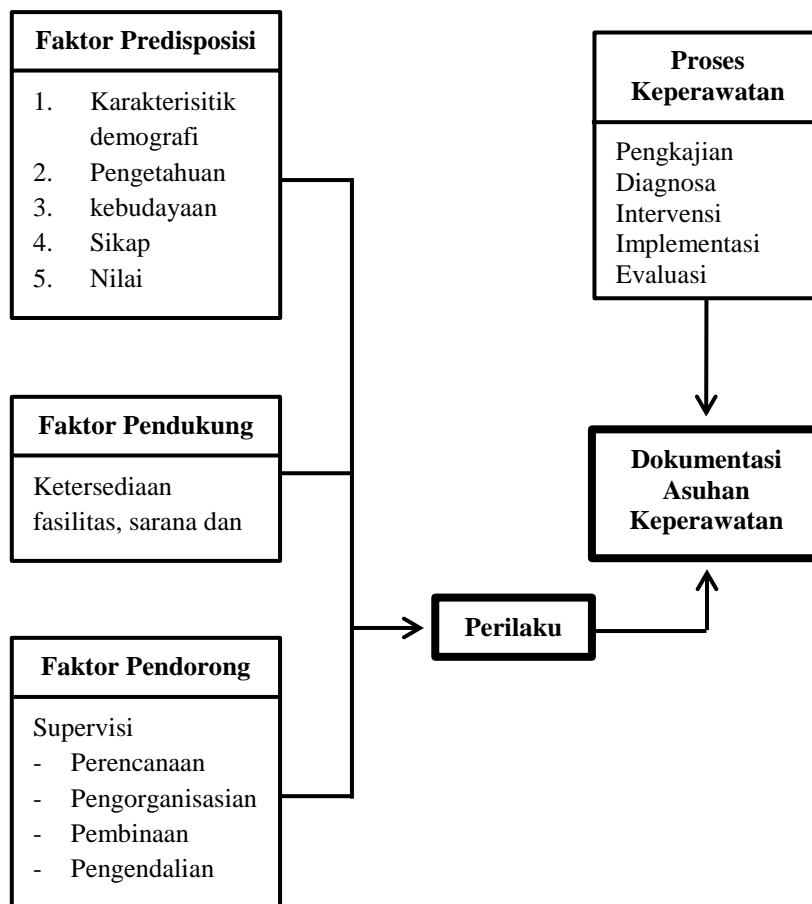 Faktor Predisposisi
1. Karakterisitik
demografi
2. Pengetahuan
3. kebudayaan
4. Sikap
5. Nilai
Faktor Pendukung
Ketersediaan
fasilitas, sarana dan
Faktor Pendorong
Supervisi
- Perencanaan
- Pengorganisasian
- Pembinaan
- Pengendalian
Perilaku
Proses
Keperawatan
Pengkajian
Diagnosa
Intervensi
Implementasi
Evaluasi
Dokumentasi
Asuhan
Keperawatan